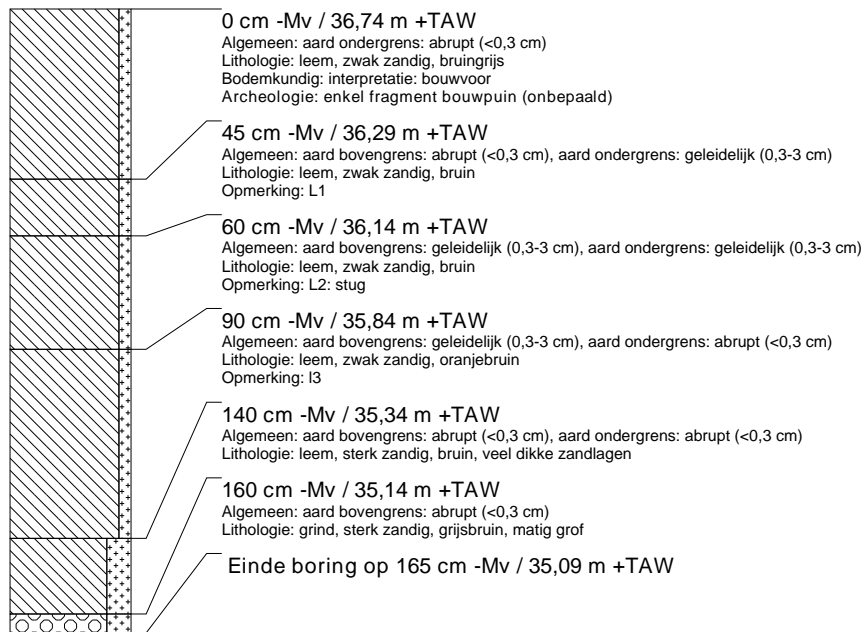 0 cm -Mv / 36,74 m +TAW
Algemeen: aard ondergrens: abrupt (<0,3 cm)
Lithologie: leem, zwak zandig, bruingrijs
Bodemkundig: interpretatie: bouwvoor
Archeologie: enkel fragment bouwpuin (onbepaald)
45 cm -Mv / 36,29 m +TAW
Algemeen: aard bovengrens: abrupt (<0,3 cm), aard ondergrens: geleidelijk (0,3-3 cm)
Lithologie: leem, zwak zandig, bruin
Opmerking: L1
60 cm -Mv / 36,14 m +TAW
Algemeen: aard bovengrens: geleidelijk (0,3-3 cm), aard ondergrens: geleidelijk (0,3-3 cm)
Lithologie: leem, zwak zandig, bruin
Opmerking: L2: stug
90 cm -Mv / 35,84 m +TAW
Algemeen: aard bovengrens: geleidelijk (0,3-3 cm), aard ondergrens: abrupt (<0,3 cm)
Lithologie: leem, zwak zandig, oranjebruin
Opmerking: l3
140 cm -Mv / 35,34 m +TAW
Algemeen: aard bovengrens: abrupt (<0,3 cm), aard ondergrens: abrupt (<0,3 cm)
Lithologie: leem, sterk zandig, bruin, veel dikke zandlagen
160 cm -Mv / 35,14 m +TAW
Algemeen: aard bovengrens: abrupt (<0,3 cm)
Lithologie: grind, sterk zandig, grijsbruin, matig grof
Einde boring op 165 cm -Mv / 35,09 m +TAW